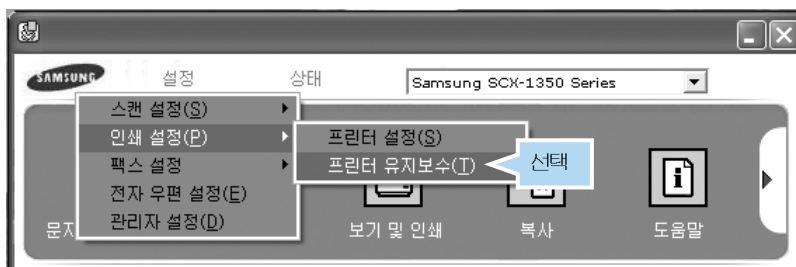 SAMSUNG 설정 상태 Samsung SCX-1350 Series
스캔 설정(S)
인쇄 설정(P)
팩스 설정
전자 우편 설정(E)
관리자 설정(D)
프린터 설정(S)
프린터 유지보수(T)
선택
문자 보기 및 인쇄 복사 도움말